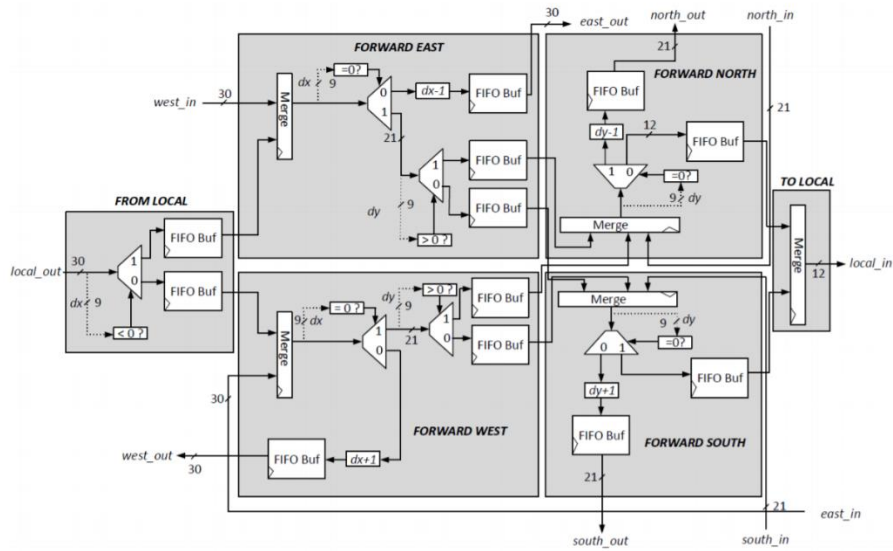 30
east_out
north_out
north_in
FORWARD EAST
21
FORWARD NORTH
dx
9
=0?
west_in
30
Merge
0
1
dx-1
FIFO Buf
FIFO Buf
21
dy-1
12
FIFO Buf
21
1
0
FIFO Buf
1 0
=0?
TO LOCAL
FROM LOCAL
dy
9
FIFO Buf
9 dy
> 0 ?
Merge
FIFO Buf
local_out
30
1
0
FIFO Buf
dx
9
< 0 ?
Merge
12
local_in
9 dx
= 0 ?
dy
9
> 0 ?
FIFO Buf
Merge
Merge
1
0
21
1
0
FIFO Buf
9 dy
0 1
=0?
FIFO Buf
30
dy+1
FORWARD WEST
FORWARD SOUTH
west_out
30
FIFO Buf
dx+1
FIFO Buf
21
21
east_in
south_out
south_in